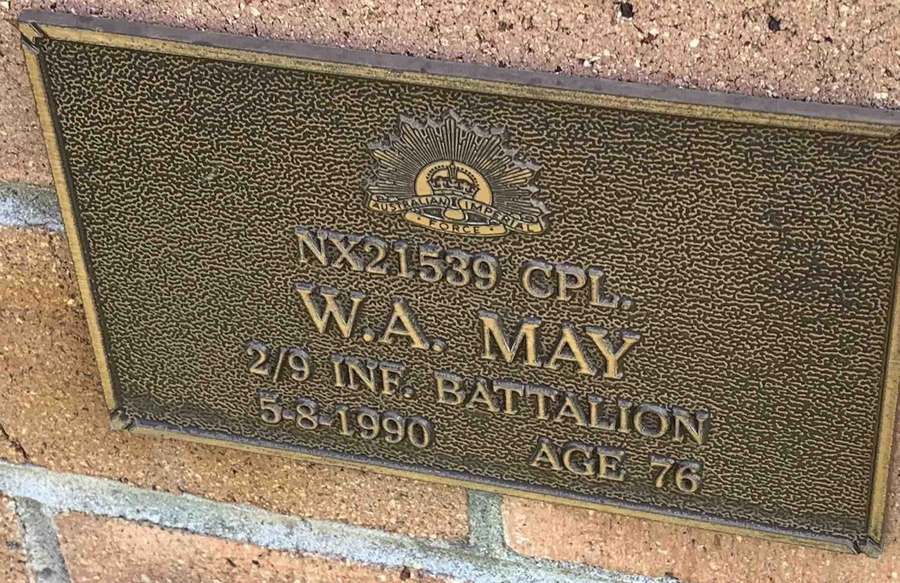 AUSTRALIAN IMPERIAL
FORCE
NX21539 CPL.
W.A. MAY
2/9 INF. BATTALION
5-8-1990 AGE 76